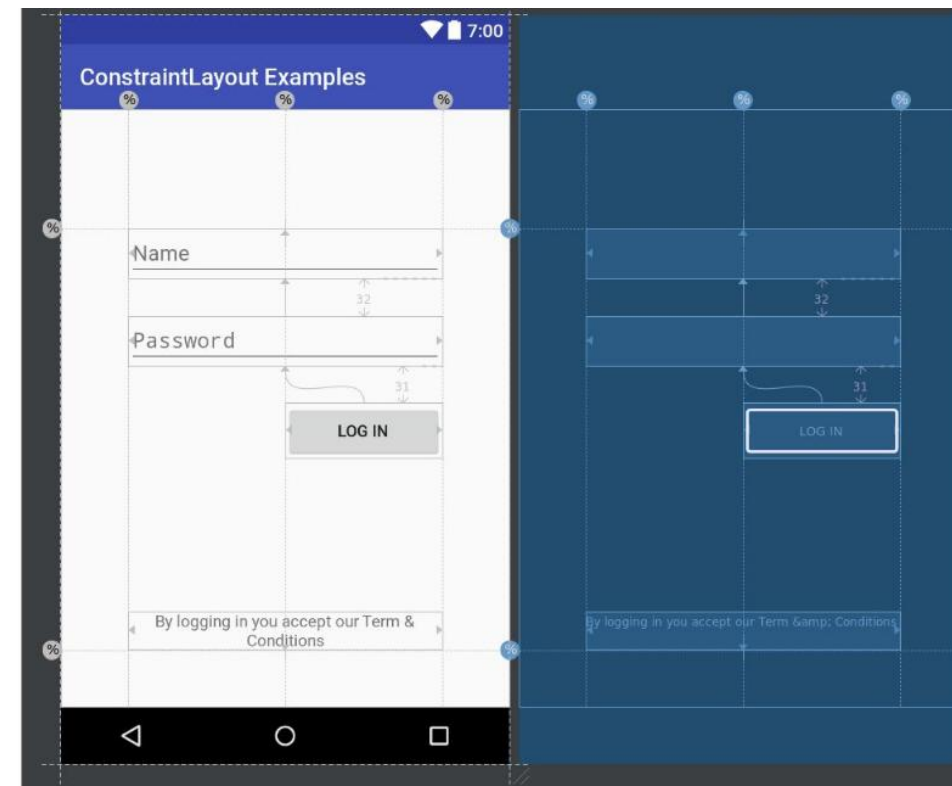 7:00
ConstraintLayout Examples
% % % % % %
% %
Name
32 32
Password
31 31
LOG IN LOG IN
By logging in you accept our Term &
Conditions
By logging in you accept our Term &amp; Conditions
% %